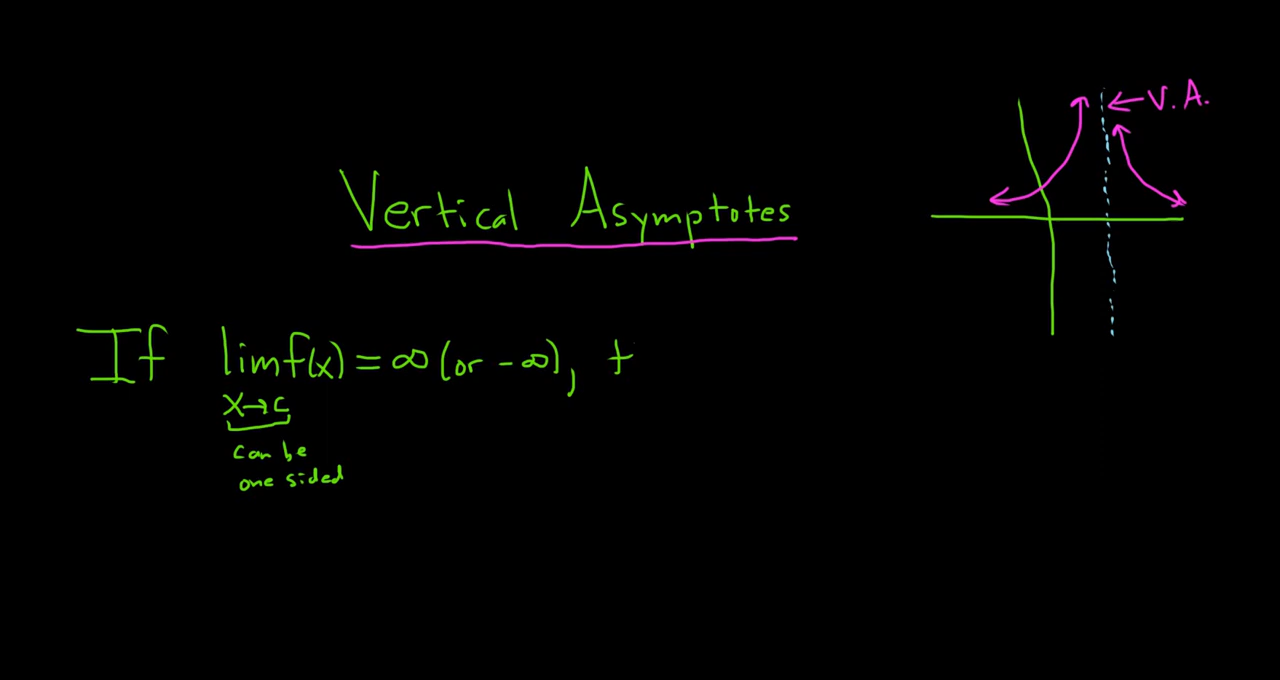 V.A.
Vertical Asymptotes
If lim f(x) = ∞ (or -∞), t
x→c
can be
one sided